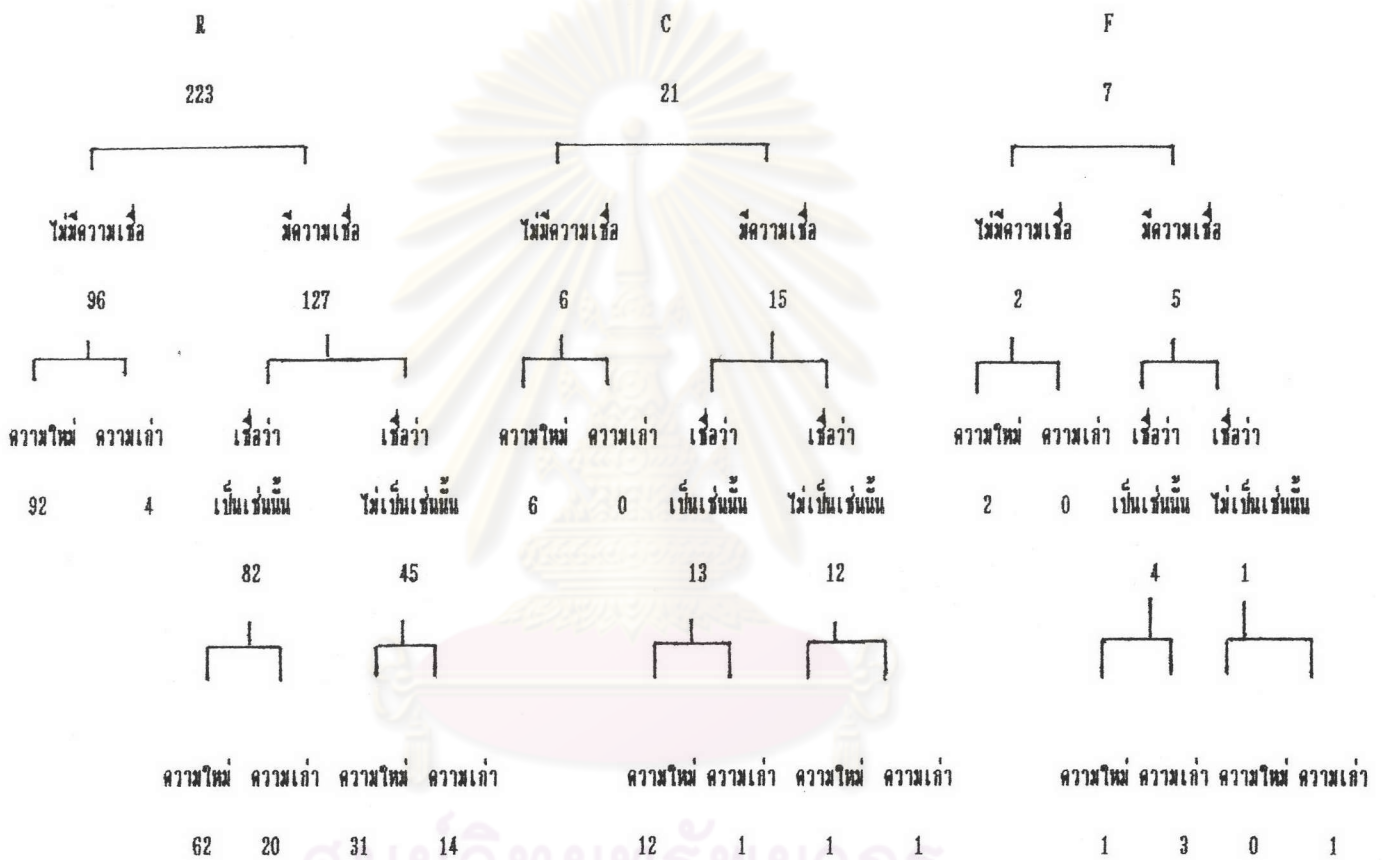 R C F
223 21 7
ไม่มีความเชื่อ มีความเชื่อ ไม่มีความเชื่อ มีความเชื่อ ไม่มีความเชื่อ มีความเชื่อ
96 127 6 15 2 5
ความใหม่ ความเก่า เชื่อว่า เชื่อว่า ความใหม่ ความเก่า เชื่อว่า เชื่อว่า ความใหม่ ความเก่า เชื่อว่า เชื่อว่า
92 4 เป็นเช่นนั้น ไม่เป็นเช่นนั้น 6 0 เป็นเช่นนั้น ไม่เป็นเช่นนั้น 2 0 เป็นเช่นนั้น ไม่เป็นเช่นนั้น
82 45 13 12 4 1
ความใหม่ ความเก่า ความใหม่ ความเก่า ความใหม่ ความเก่า ความใหม่ ความเก่า ความใหม่ ความเก่า ความใหม่ ความเก่า
62 20 31 14 12 1 1 1 1 3 0 1